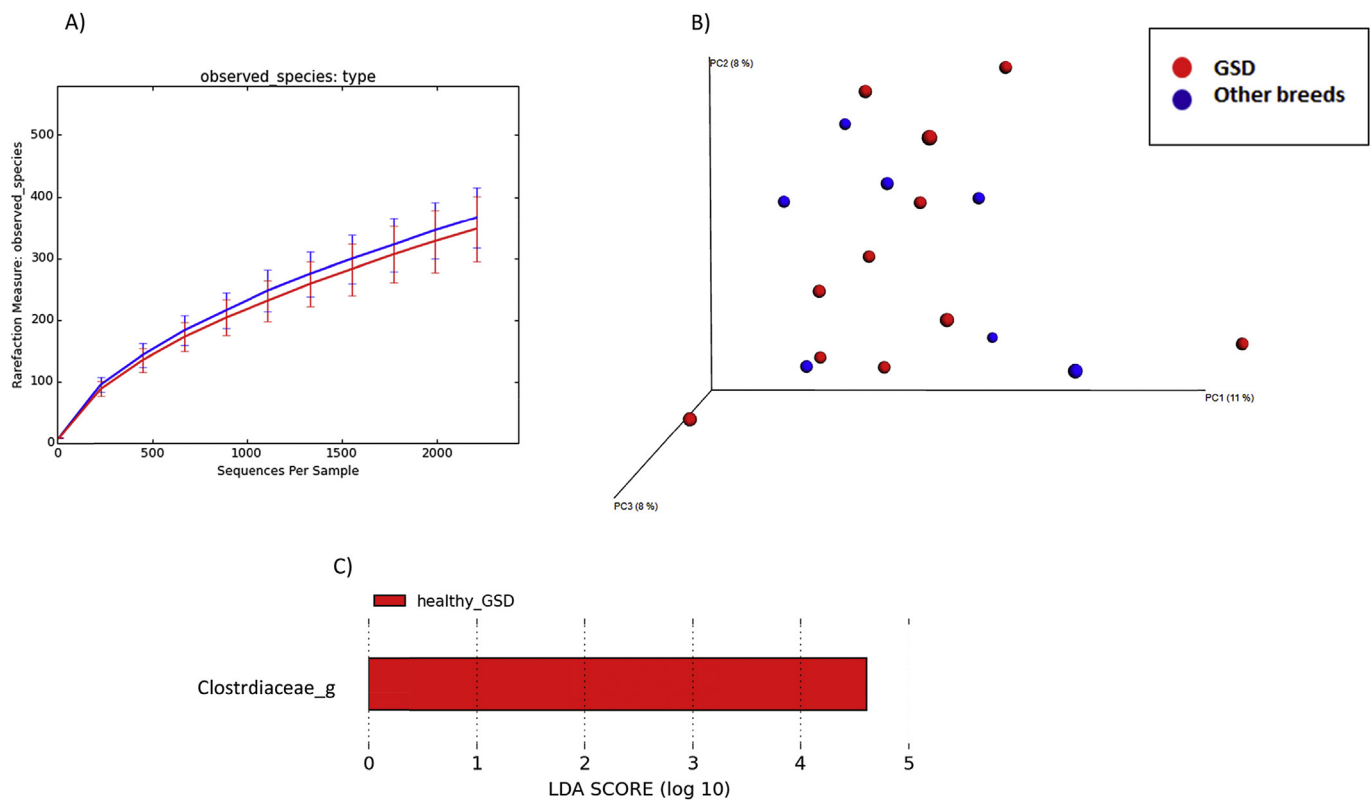 A)
observed_species: type
Rarefaction Measure: observed_species
500
400
300
200
100
0
0 500 1000 1500 2000
Sequences Per Sample
B)
PC2 (8 %)
PC1 (11 %)
PC3 (8 %)
GSD
Other breeds
C)
healthy_GSD
Clostrdiaceae_g
0 1 2 3 4 5
LDA SCORE (log 10)